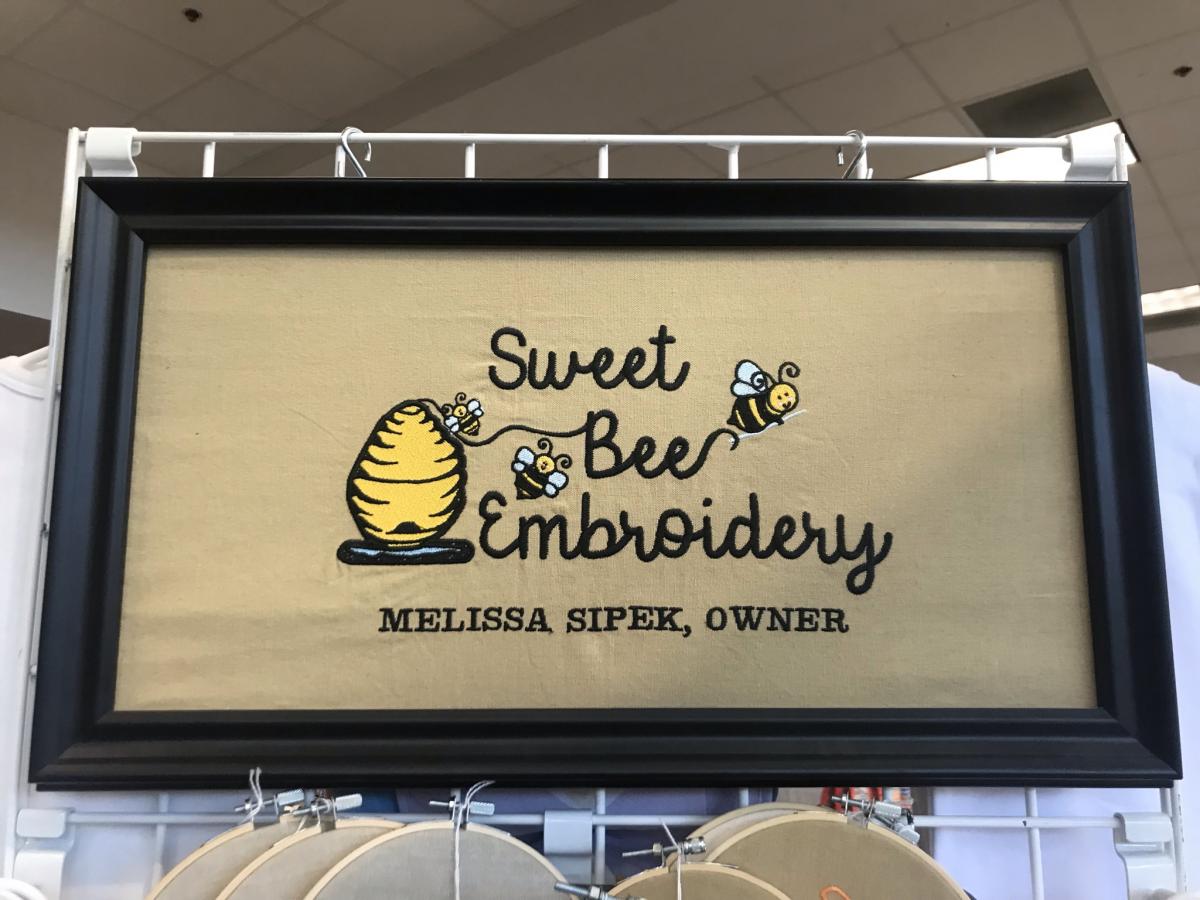 Sweet
Bee
Embroidery
MELISSA SIPEK, OWNER